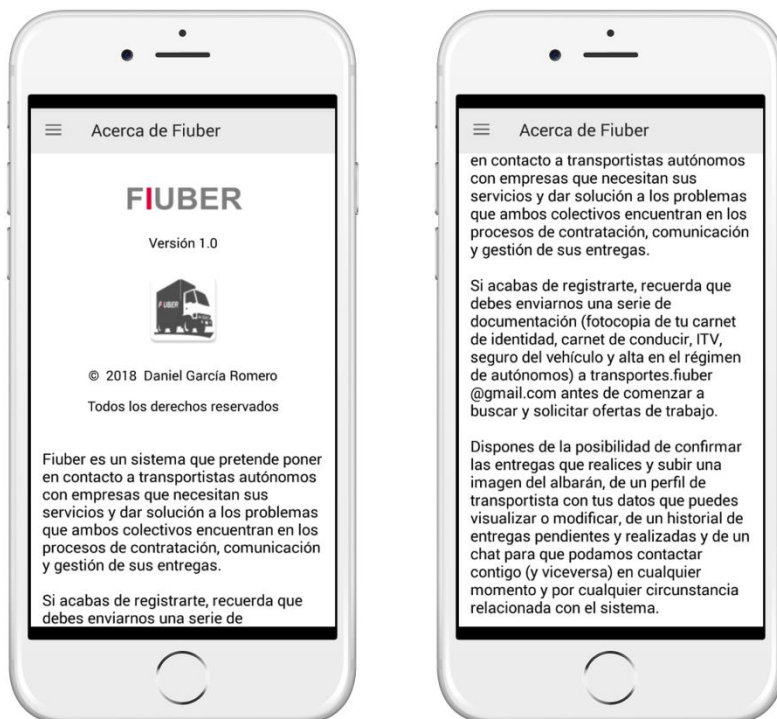 Acerca de Fiuber
FIUBER
Versión 1.0
FIUBER
© 2018 Daniel García Romero
Todos los derechos reservados
Fiuber es un sistema que pretende poner
en contacto a transportistas autónomos
con empresas que necesitan sus
servicios y dar solución a los problemas
que ambos colectivos encuentran en los
procesos de contratación, comunicación
y gestión de sus entregas.
Si acabas de registrarte, recuerda que
debes enviarnos una serie de
Acerca de Fiuber
en contacto a transportistas autónomos
con empresas que necesitan sus
servicios y dar solución a los problemas
que ambos colectivos encuentran en los
procesos de contratación, comunicación
y gestión de sus entregas.
Si acabas de registrarte, recuerda que
debes enviarnos una serie de
documentación (fotocopia de tu carnet
de identidad, carnet de conducir, ITV,
seguro del vehículo y alta en el régimen
de autónomos) a transportes.fiuber
@gmail.com antes de comenzar a
buscar y solicitar ofertas de trabajo.
Dispones de la posibilidad de confirmar
las entregas que realices y subir una
imagen del albarán, de un perfil de
transportista con tus datos que puedes
visualizar o modificar, de un historial de
entregas pendientes y realizadas y de un
chat para que podamos contactar
contigo (y viceversa) en cualquier
momento y por cualquier circunstancia
relacionada con el sistema.